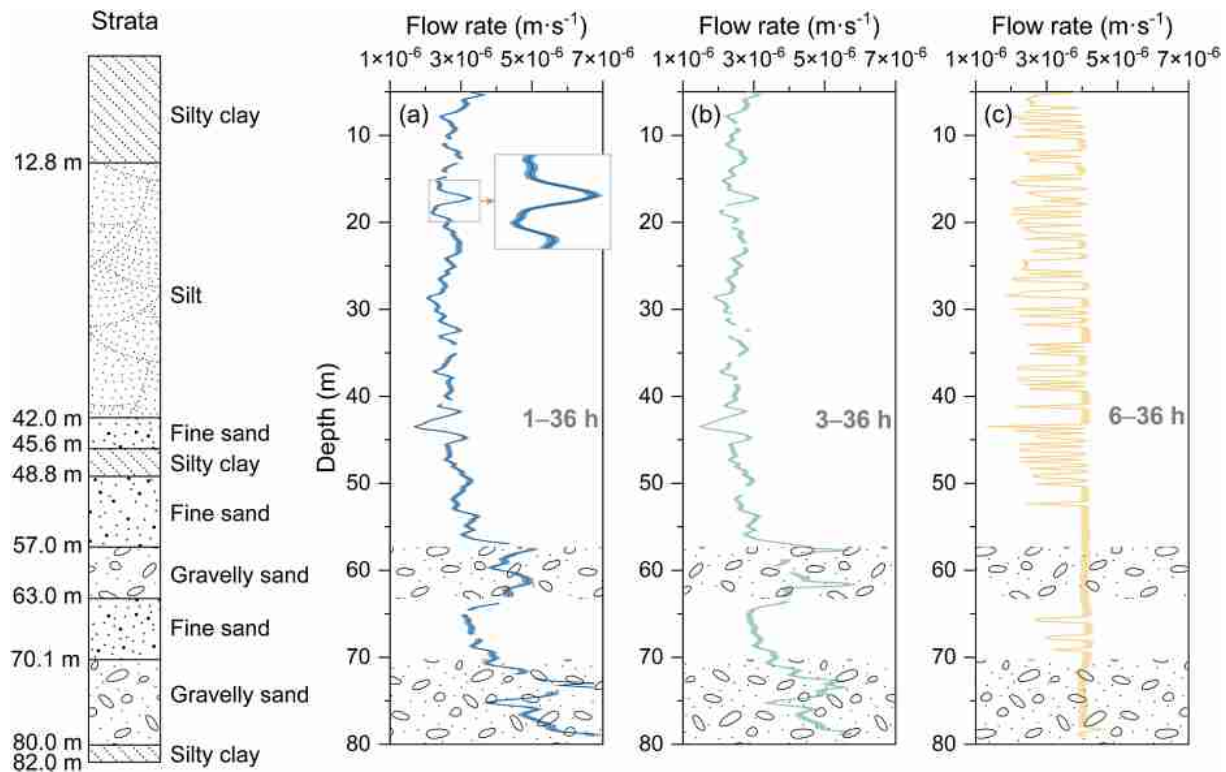 Strata
Silty clay
12.8 m
Silt
42.0 m
Fine sand
45.6 m
Silty clay
48.8 m
Fine sand
57.0 m
Gravelly sand
63.0 m
Fine sand
70.1 m
Gravelly sand
80.0 m
Silty clay
82.0 m
Flow rate (m·s⁻¹)
1×10⁻⁶ 3×10⁻⁶ 5×10⁻⁶ 7×10⁻⁶
(a)
Depth (m)
10
20
30
40
50
60
70
80
1–36 h
Flow rate (m·s⁻¹)
1×10⁻⁶ 3×10⁻⁶ 5×10⁻⁶ 7×10⁻⁶
(b)
10
20
30
40
50
60
70
80
3–36 h
Flow rate (m·s⁻¹)
1×10⁻⁶ 3×10⁻⁶ 5×10⁻⁶ 7×10⁻⁶
(c)
10
20
30
40
50
60
70
80
6–36 h